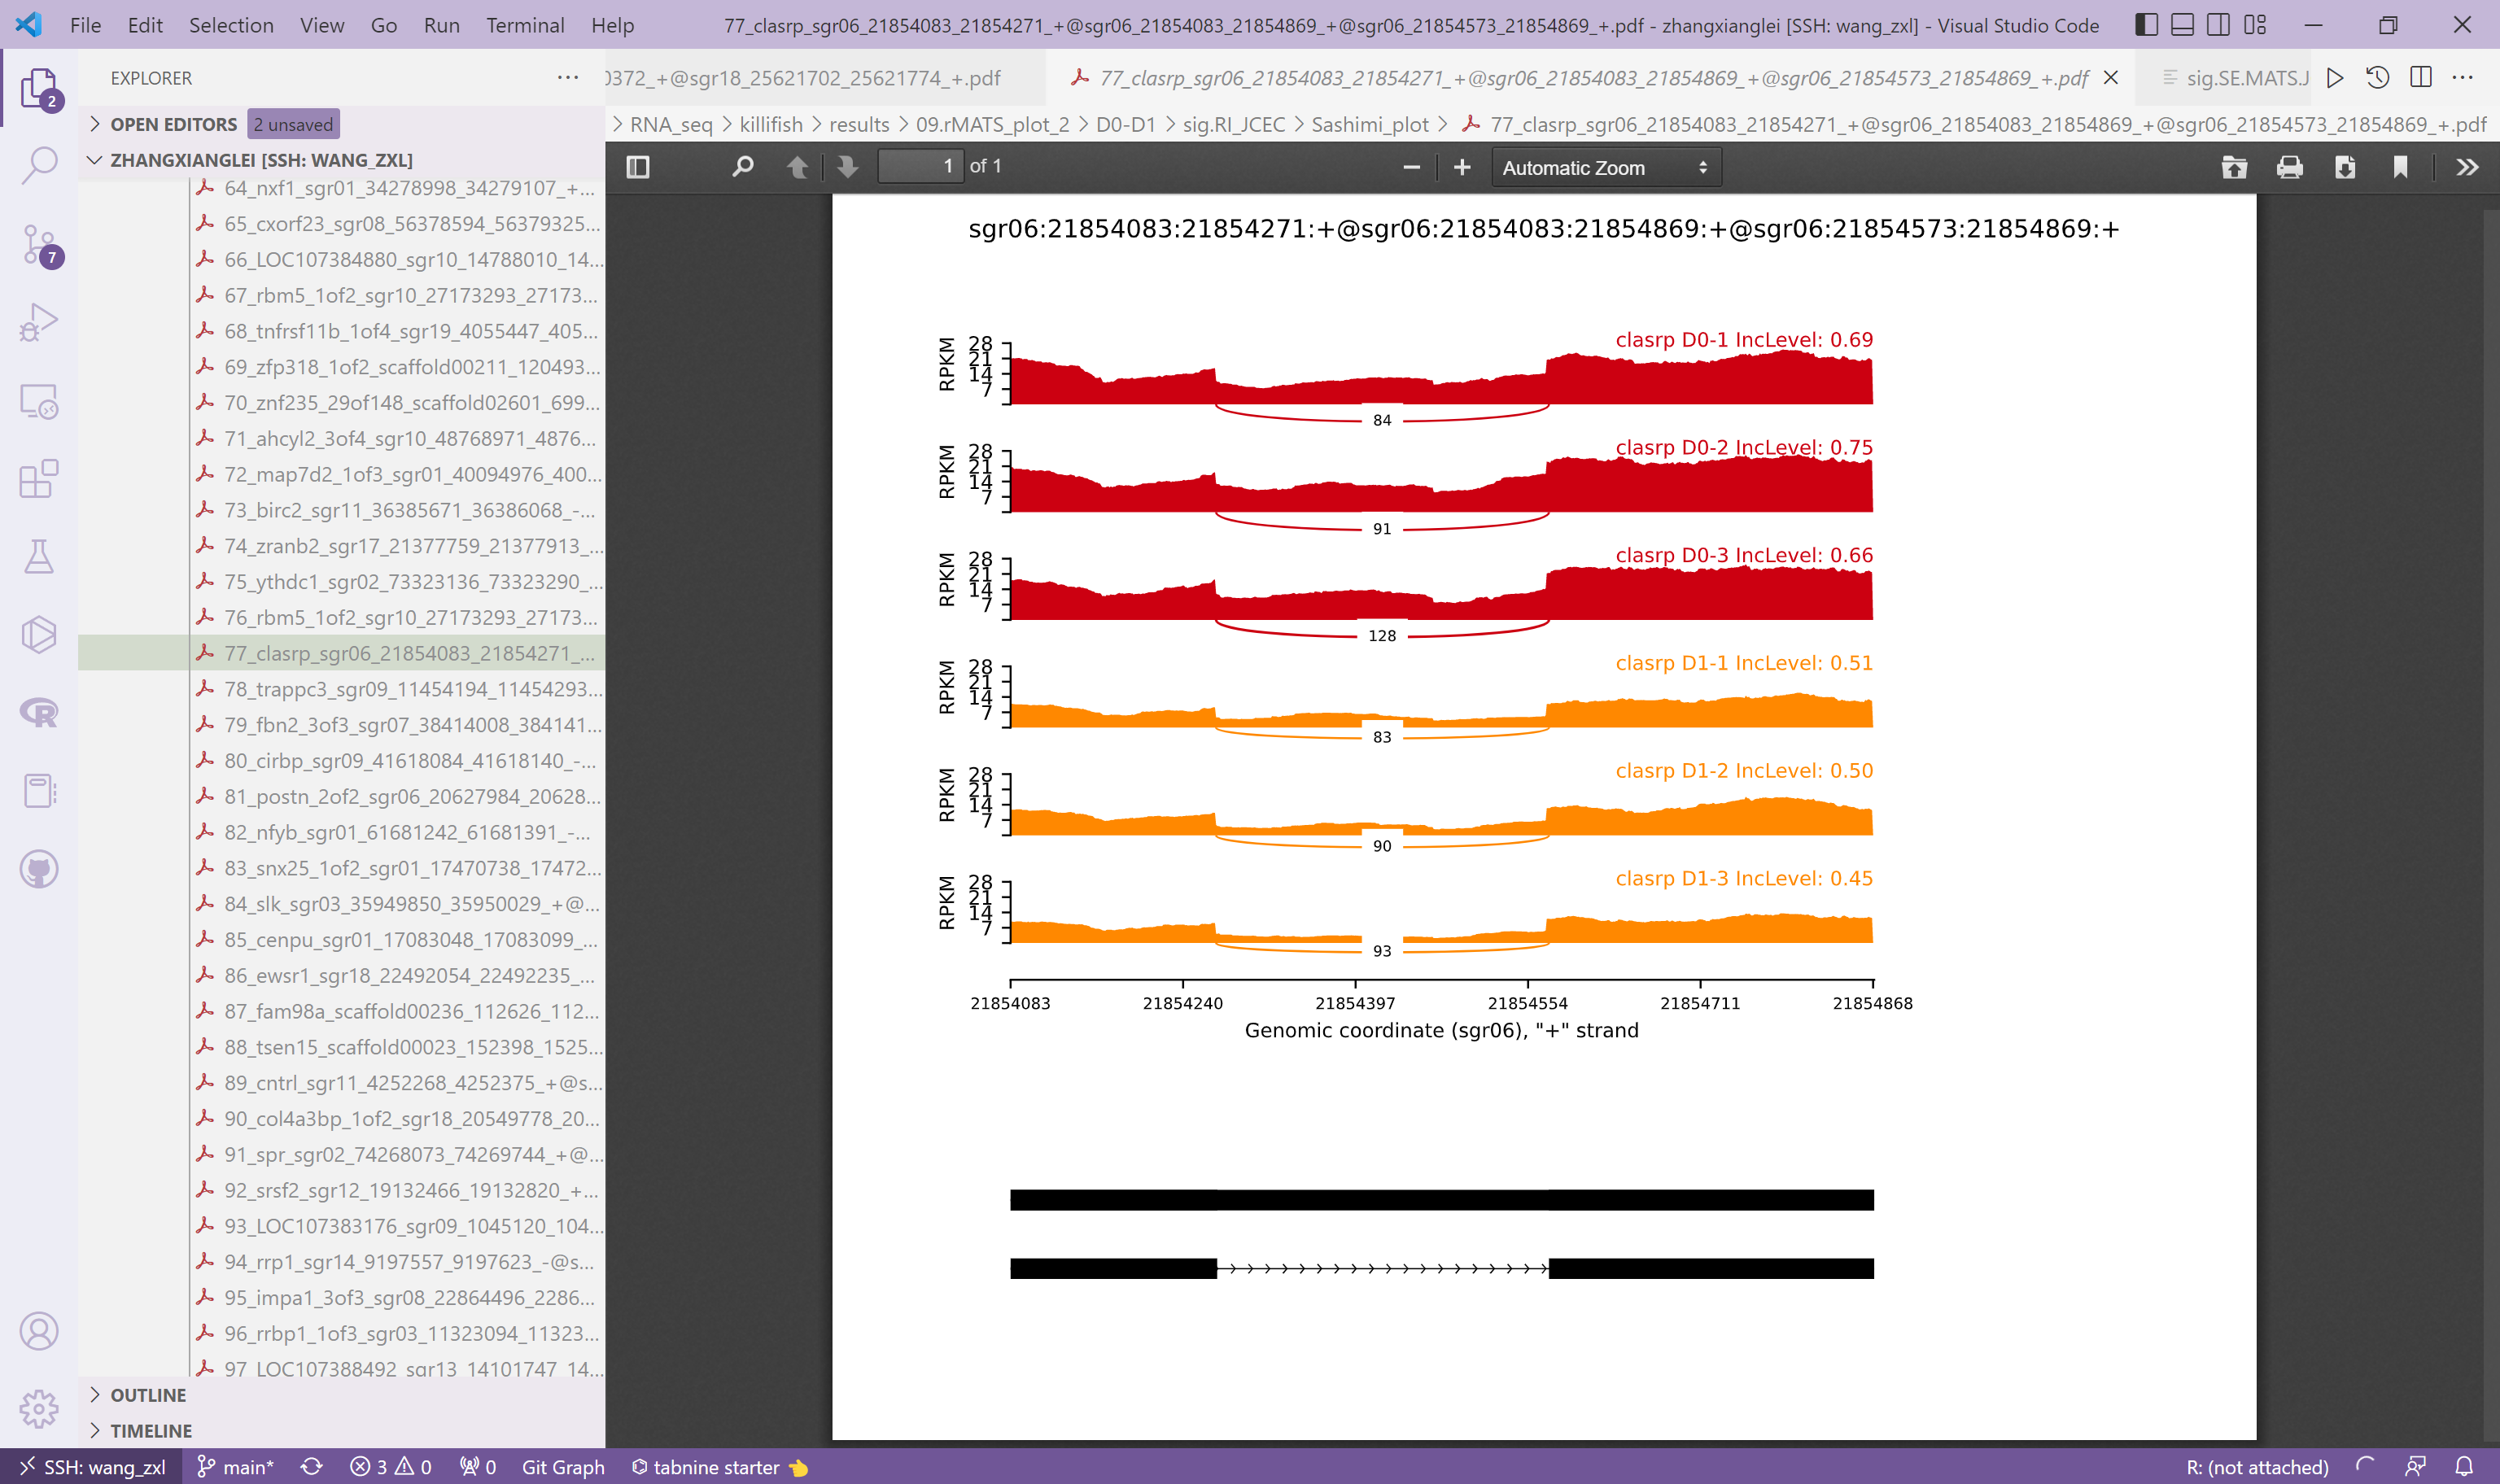 File Edit Selection View Go Run Terminal Help
77_clasrp_sgr06_21854083_21854271_+@sgr06_21854083_21854869_+@sgr06_21854573_21854869_+.pdf - zhangxianglei [SSH: wang_zxl] - Visual Studio Code
EXPLORER
2
7
OPEN EDITORS 2 unsaved
ZHANGXIANGLEI [SSH: WANG_ZXL]
64_nxf1_sgr01_34278998_34279107_+...
65_cxorf23_sgr08_56378594_56379325...
66_LOC107384880_sgr10_14788010_14...
67_rbm5_1of2_sgr10_27173293_27173...
68_tnfrsf11b_1of4_sgr19_4055447_405...
69_zfp318_1of2_scaffold00211_120493...
70_znf235_29of148_scaffold02601_699...
71_ahcyl2_3of4_sgr10_48768971_4876...
72_map7d2_1of3_sgr01_40094976_400...
73_birc2_sgr11_36385671_36386068_-...
74_zranb2_sgr17_21377759_21377913_...
75_ythdc1_sgr02_73323136_73323290_...
76_rbm5_1of2_sgr10_27173293_27173...
77_clasrp_sgr06_21854083_21854271_...
78_trappc3_sgr09_11454194_11454293...
79_fbn2_3of3_sgr07_38414008_384141...
80_cirbp_sgr09_41618084_41618140_-...
81_postn_2of2_sgr06_20627984_20628...
82_nfyb_sgr01_61681242_61681391_-...
83_snx25_1of2_sgr01_17470738_17472...
84_slk_sgr03_35949850_35950029_+@...
85_cenpu_sgr01_17083048_17083099_...
86_ewsr1_sgr18_22492054_22492235_...
87_fam98a_scaffold00236_112626_112...
88_tsen15_scaffold00023_152398_1525...
89_cntrl_sgr11_4252268_4252375_+@s...
90_col4a3bp_1of2_sgr18_20549778_20...
91_spr_sgr02_74268073_74269744_+@...
92_srsf2_sgr12_19132466_19132820_+...
93_LOC107383176_sgr09_1045120_104...
94_rrp1_sgr14_9197557_9197623_-@s...
95_impa1_3of3_sgr08_22864496_2286...
96_rrbp1_1of3_sgr03_11323094_11323...
97_LOC107388492_sgr13_14101747_14...
OUTLINE
TIMELINE
0372_+@sgr18_25621702_25621774_+.pdf
77_clasrp_sgr06_21854083_21854271_+@sgr06_21854083_21854869_+@sgr06_21854573_21854869_+.pdf
sig.SE.MATS.J
RNA_seq > killifish > results > 09.rMATS_plot_2 > D0-D1 > sig.RI_JCEC > Sashimi_plot > 77_clasrp_sgr06_21854083_21854271_+@sgr06_21854083_21854869_+@sgr06_21854573_21854869_+.pdf
1 of 1
Automatic Zoom
sgr06:21854083:21854271:+@sgr06:21854083:21854869:+@sgr06:21854573:21854869:+
RPKM
28
21
14
7
clasrp D0-1 IncLevel: 0.69
84
RPKM
28
21
14
7
clasrp D0-2 IncLevel: 0.75
91
RPKM
28
21
14
7
clasrp D0-3 IncLevel: 0.66
128
RPKM
28
21
14
7
clasrp D1-1 IncLevel: 0.51
83
RPKM
28
21
14
7
clasrp D1-2 IncLevel: 0.50
90
RPKM
28
21
14
7
clasrp D1-3 IncLevel: 0.45
93
21854083 21854240 21854397 21854554 21854711 21854868
Genomic coordinate (sgr06), "+" strand
SSH: wang_zxl main* 3 0 0 Git Graph tabnine starter
R: (not attached)